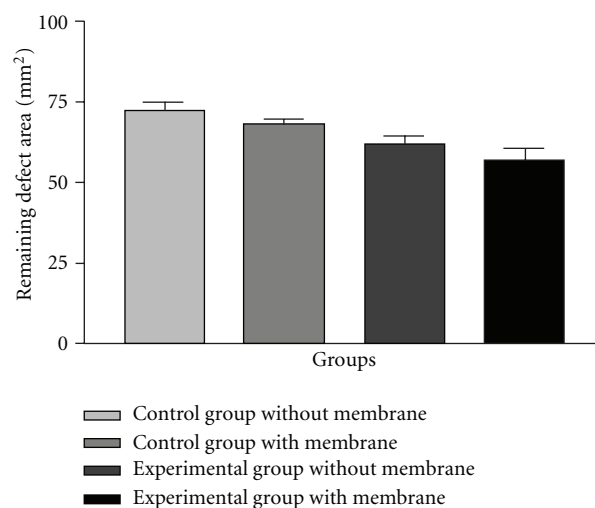 100
75
50
25
0
Remaining defect area (mm²)
Groups
Control group without membrane
Control group with membrane
Experimental group without membrane
Experimental group with membrane